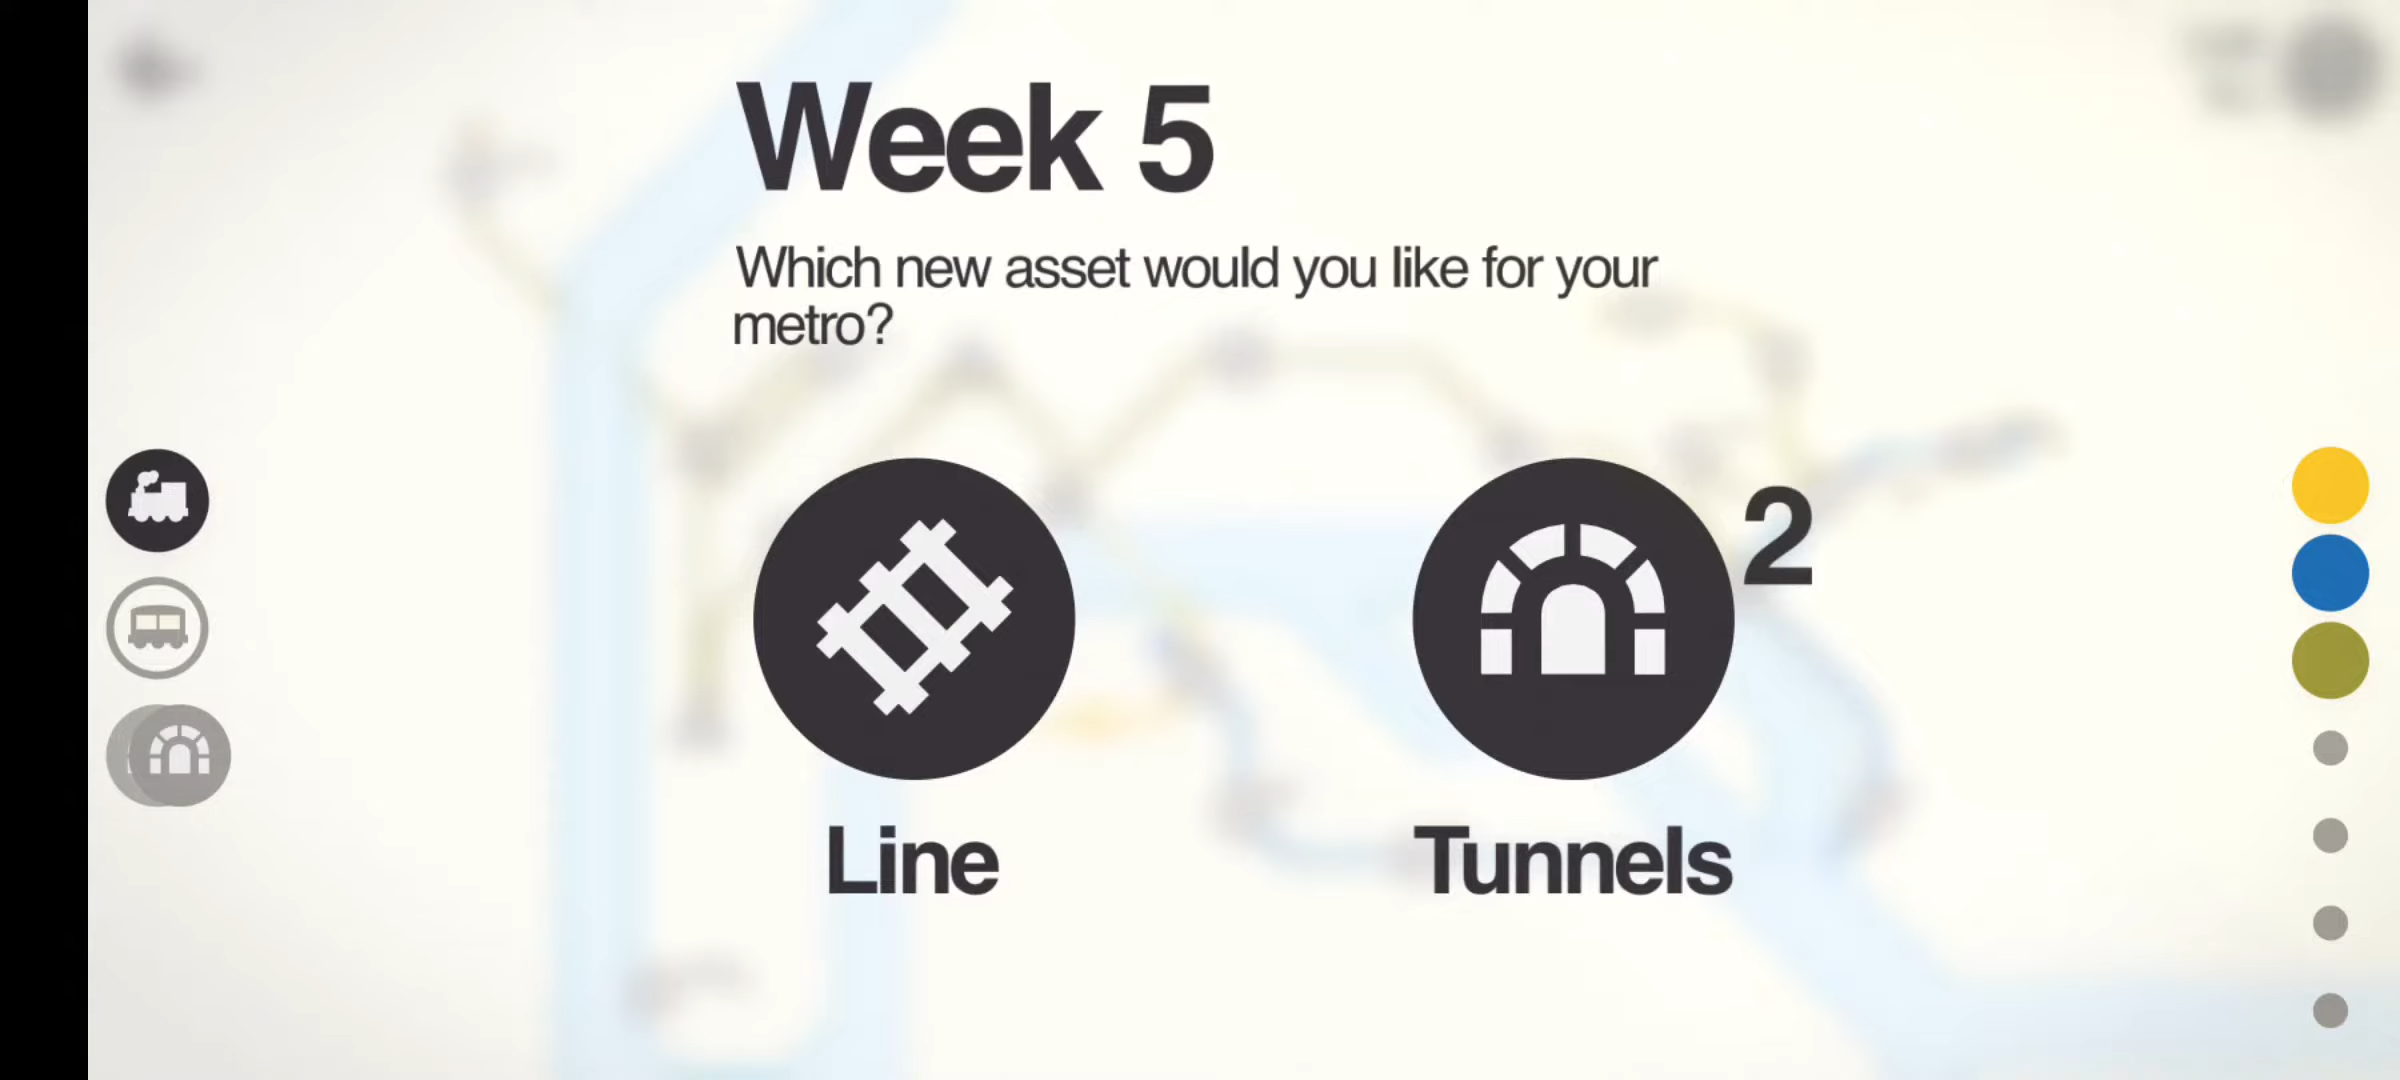 Week 5
Which new asset would you like for your
metro?
2
Line
Tunnels